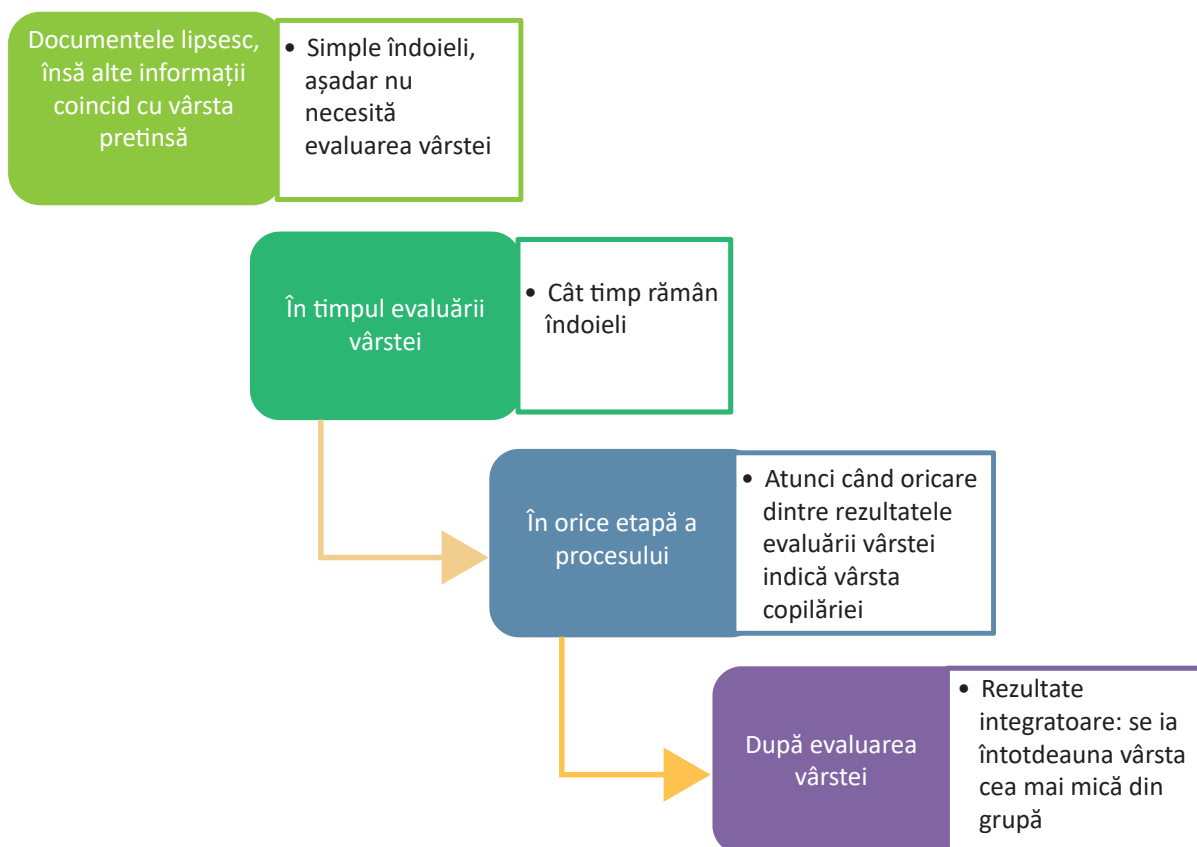 Documentele lipsesc,
însă alte informații
coincid cu vârsta
pretinsă
• Simple îndoieli,
așadar nu
necesită
evaluarea vârstei
În timpul evaluării
vârstei
• Cât timp rămân
îndoieli
În orice etapă a
procesului
• Atunci când oricare
dintre rezultatele
evaluării vârstei
indică vârsta
copilăriei
După evaluarea
vârstei
• Rezultate
integratoare: se ia
întotdeauna vârsta
cea mai mică din
grupă